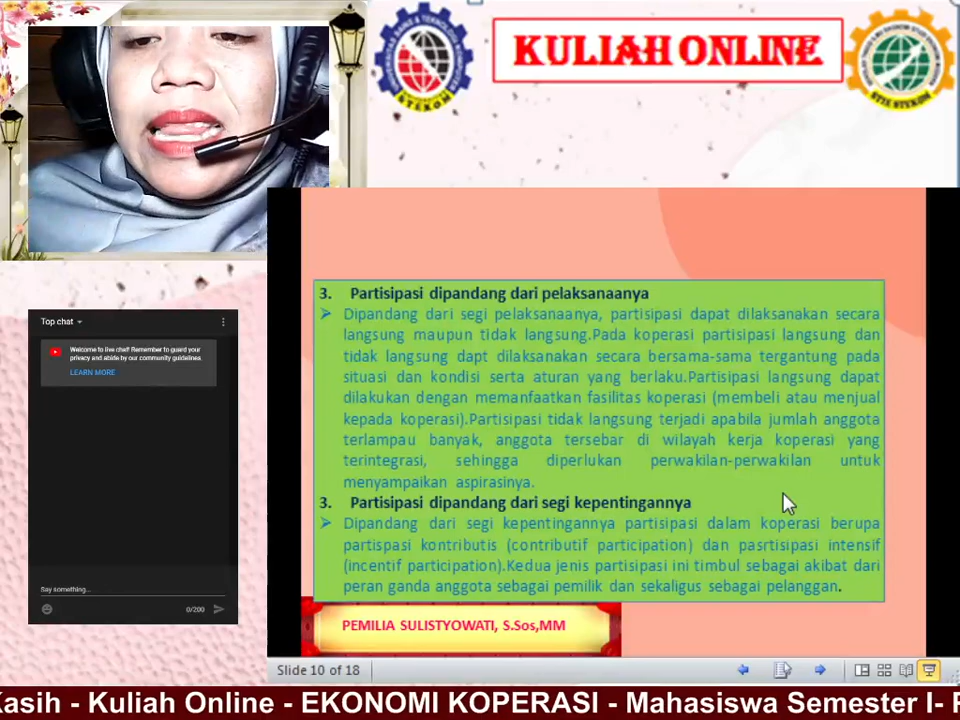 KULIAH ONLINE
STEKOM
STIE STEKOM
Top chat
Welcome to live chat! Remember to guard your
privacy and abide by our community guidelines.
LEARN MORE
Say something...
0/200
3. Partisipasi dipandang dari pelaksanaanya
Dipandang dari segi pelaksanaanya, partisipasi dapat dilaksanakan secara
langsung maupun tidak langsung.Pada koperasi partisipasi langsung dan
tidak langsung dapt dilaksanakan secara bersama-sama tergantung pada
situasi dan kondisi serta aturan yang berlaku.Partisipasi langsung dapat
dilakukan dengan memanfaatkan fasilitas koperasi (membeli atau menjual
kepada koperasi).Partisipasi tidak langsung terjadi apabila jumlah anggota
terlampau banyak, anggota tersebar di wilayah kerja koperasi yang
terintegrasi, sehingga diperlukan perwakilan-perwakilan untuk
menyampaikan aspirasinya.
3. Partisipasi dipandang dari segi kepentingannya
Dipandang dari segi kepentingannya partisipasi dalam koperasi berupa
partispasi kontributis (contributif participation) dan pasrtisipasi intensif
(incentif participation).Kedua jenis partisipasi ini timbul sebagai akibat dari
peran ganda anggota sebagai pemilik dan sekaligus sebagai pelanggan.
PEMILIA SULISTYOWATI, S.Sos,MM
Slide 10 of 18
Kasih - Kuliah Online - EKONOMI KOPERASI - Mahasiswa Semester I- P